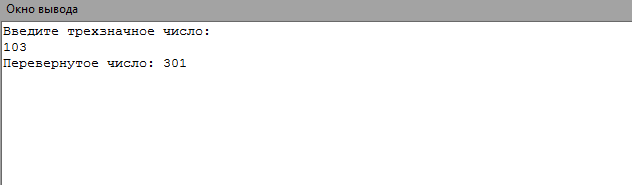 Окно вывода
Введите трехзначное число:
103
Перевернутое число: 301